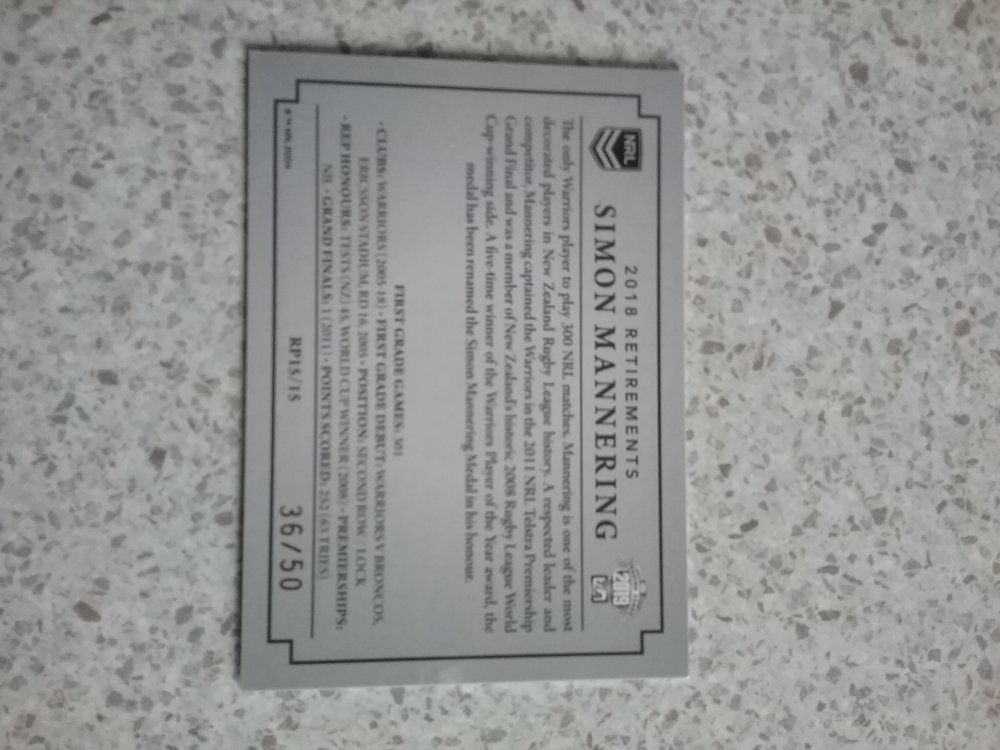 NRL
2018 RETIREMENTS
SIMON MANNERING
2019
The only Warriors player to play 300 NRL matches, Mannering is one of the most
decorated players in New Zealand Rugby League history. A respected leader and
competitor, Mannering captained the Warriors in the 2011 NRL Telstra Premiership
Grand Final and was a member of New Zealand's historic 2008 Rugby League World
Cup-winning side. A five-time winner of the Warriors Player of the Year award, the
medal has been renamed the Simon Mannering Medal in his honour.
FIRST GRADE GAMES: 301
• CLUBS: WARRIORS (2005-18) • FIRST GRADE DEBUT: WARRIORS V BRONCOS,
ERICSSON STADIUM, RD 16, 2005 • POSITION: SECOND ROW / LOCK
• REP HONOURS: TESTS (NZ) 45, WORLD CUP WINNER (2008) • PREMIERSHIPS:
NIL • GRAND FINALS: 1 (2011) • POINTS SCORED: 252 (63 TRIES)
RP15/15
36/50